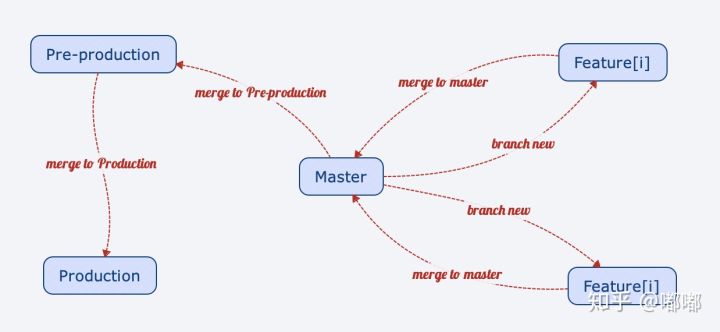 Pre-production
Feature[i]
merge to master
merge to Pre-production
branch new
merge to Production
Master
branch new
merge to master
Production
Feature[i]
知乎 @嘟嘟